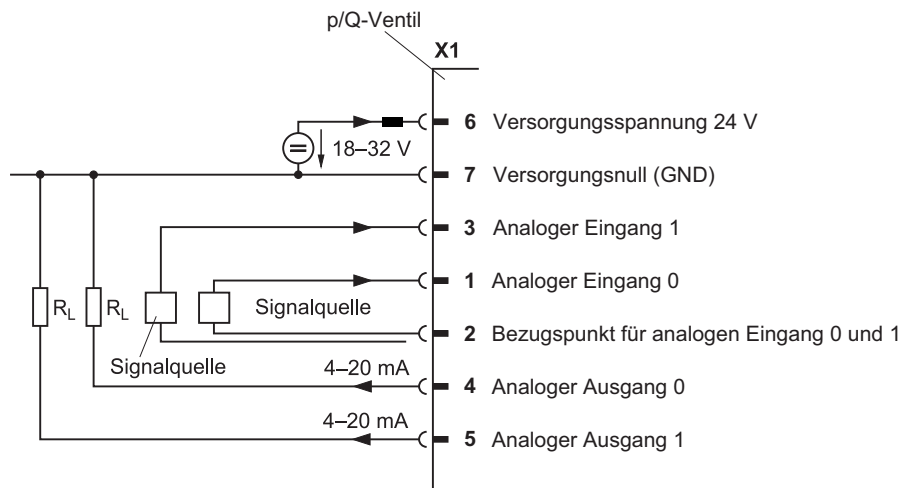 p/Q-Ventil
X1
6 Versorgungsspannung 24 V
18–32 V
7 Versorgungsnull (GND)
3 Analoger Eingang 1
1 Analoger Eingang 0
RL RL Signalquelle
2 Bezugspunkt für analogen Eingang 0 und 1
Signalquelle
4–20 mA
4 Analoger Ausgang 0
4–20 mA
5 Analoger Ausgang 1